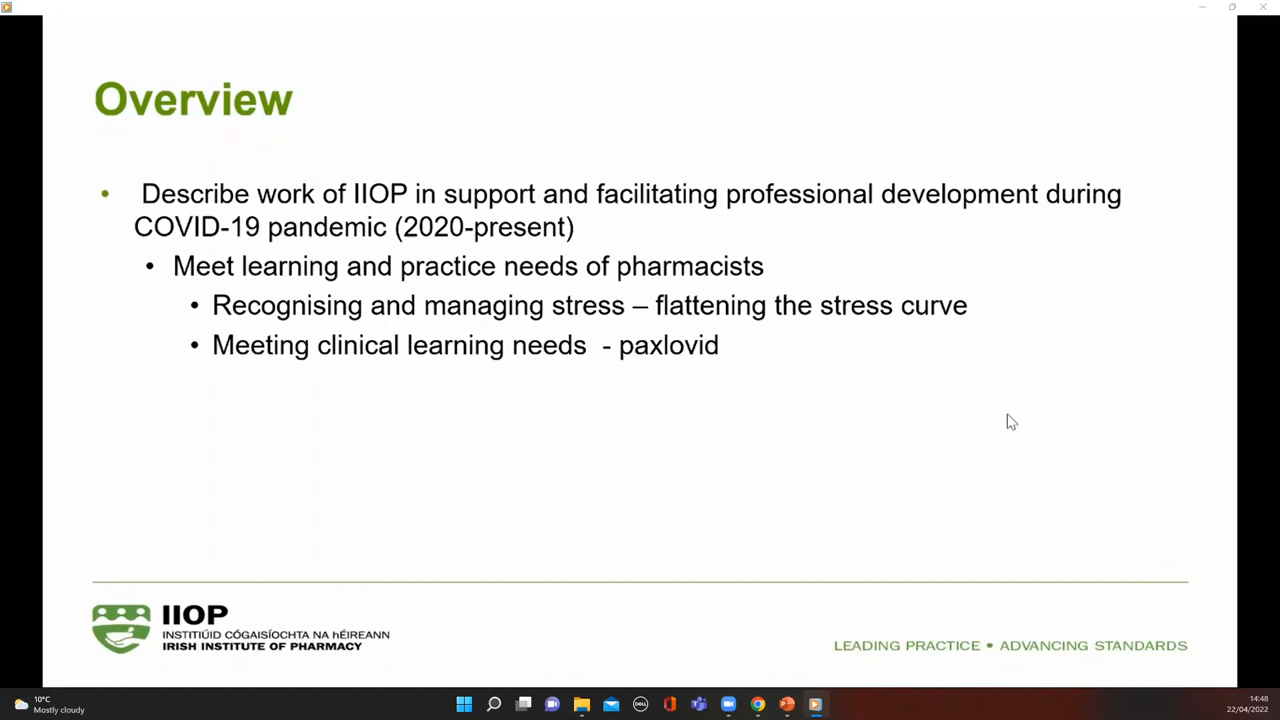 Overview
• Describe work of IIOP in support and facilitating professional development during
COVID-19 pandemic (2020-present)
• Meet learning and practice needs of pharmacists
• Recognising and managing stress – flattening the stress curve
• Meeting clinical learning needs - paxlovid
IIOP
INSTITIÚID CÓGAISÍOCHTA NA hÉIREANN
IRISH INSTITUTE OF PHARMACY
LEADING PRACTICE • ADVANCING STANDARDS
10°C
Mostly cloudy
DELL
14:48
22/04/2022